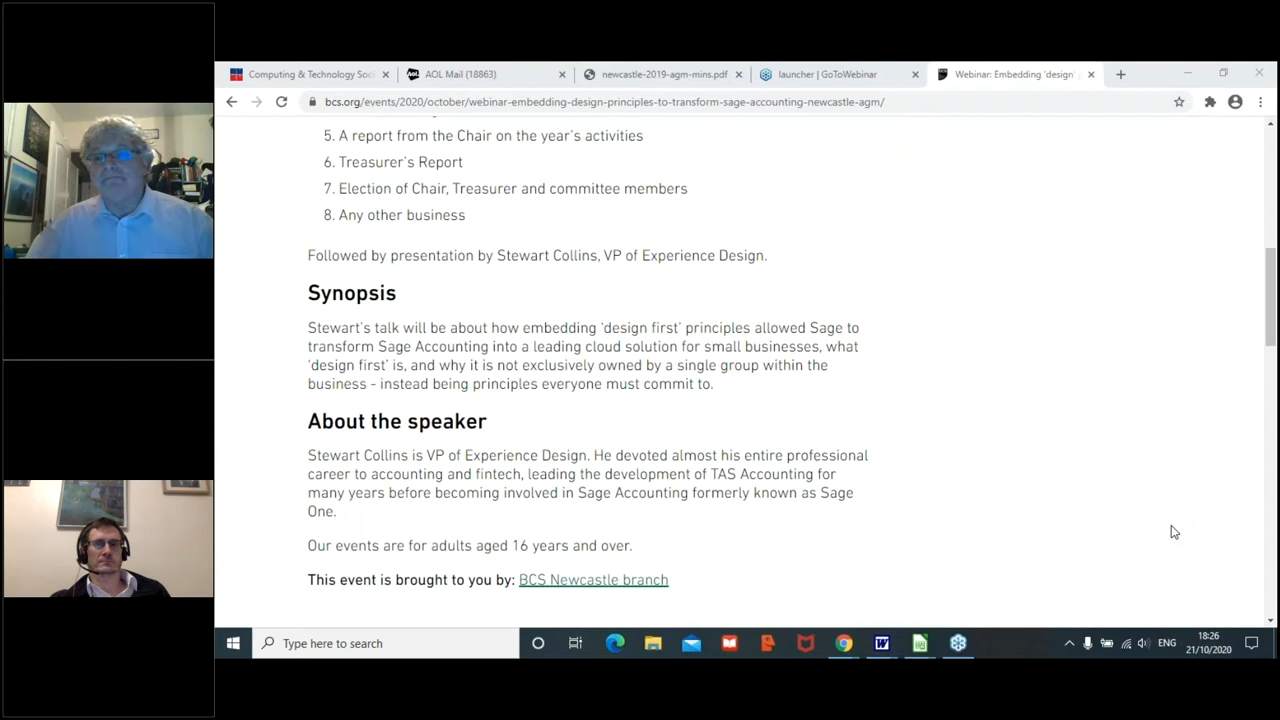 Computing & Technology Soci
AOL Mail (18863)
newcastle-2019-agm-mins.pdf
launcher | GoToWebinar
Webinar: Embedding 'design'
bcs.org/events/2020/october/webinar-embedding-design-principles-to-transform-sage-accounting-newcastle-agm/
5. A report from the Chair on the year's activities
6. Treasurer's Report
7. Election of Chair, Treasurer and committee members
8. Any other business
Followed by presentation by Stewart Collins, VP of Experience Design.
Synopsis
Stewart's talk will be about how embedding 'design first' principles allowed Sage to
transform Sage Accounting into a leading cloud solution for small businesses, what
'design first' is, and why it is not exclusively owned by a single group within the
business - instead being principles everyone must commit to.
About the speaker
Stewart Collins is VP of Experience Design. He devoted almost his entire professional
career to accounting and fintech, leading the development of TAS Accounting for
many years before becoming involved in Sage Accounting formerly known as Sage
One.
Our events are for adults aged 16 years and over.
This event is brought to you by: BCS Newcastle branch
Type here to search
ENG
18:26
21/10/2020